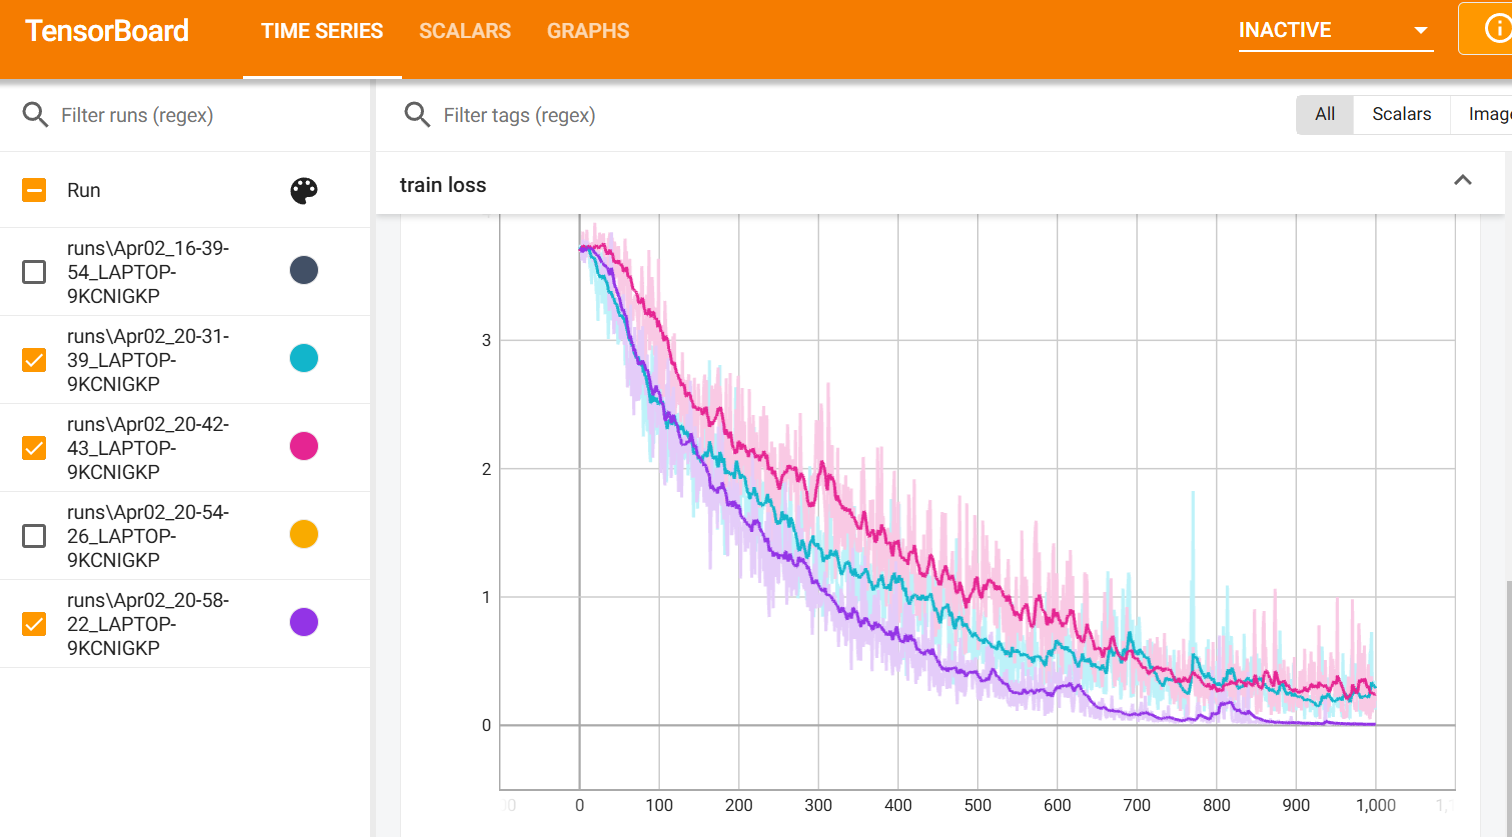 TensorBoard
TIME SERIES
SCALARS
GRAPHS
INACTIVE
Filter runs (regex)
Filter tags (regex)
All
Scalars
Imag
Run
train loss
runs\Apr02_16-39-
54_LAPTOP-
9KCNIGKP
runs\Apr02_20-31-
39_LAPTOP-
9KCNIGKP
runs\Apr02_20-42-
43_LAPTOP-
9KCNIGKP
runs\Apr02_20-54-
26_LAPTOP-
9KCNIGKP
runs\Apr02_20-58-
22_LAPTOP-
9KCNIGKP
3
2
1
0
0
100
200
300
400
500
600
700
800
900
1,000